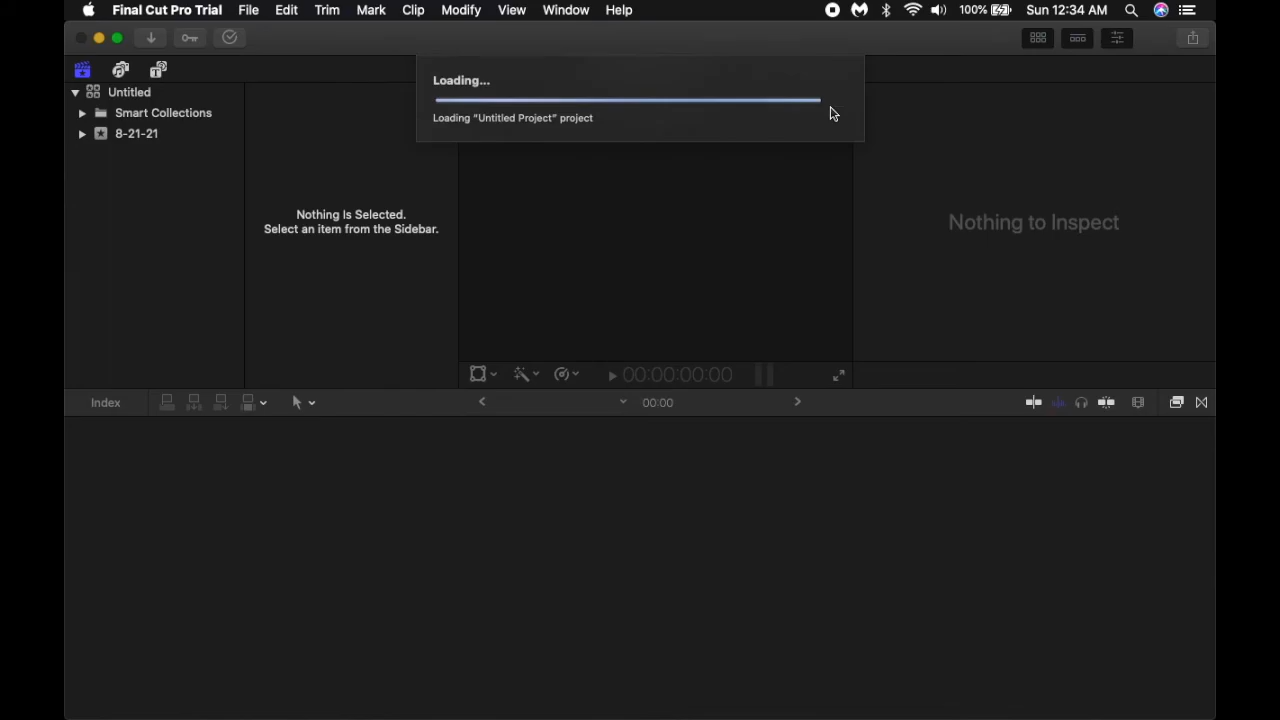 Final Cut Pro Trial File Edit Trim Mark Clip Modify View Window Help 100% Sun 12:34 AM
Loading...
Loading "Untitled Project" project
Untitled
Smart Collections
8-21-21
Nothing Is Selected.
Select an item from the Sidebar.
Nothing to Inspect
00:00:00:00
Index
00:00